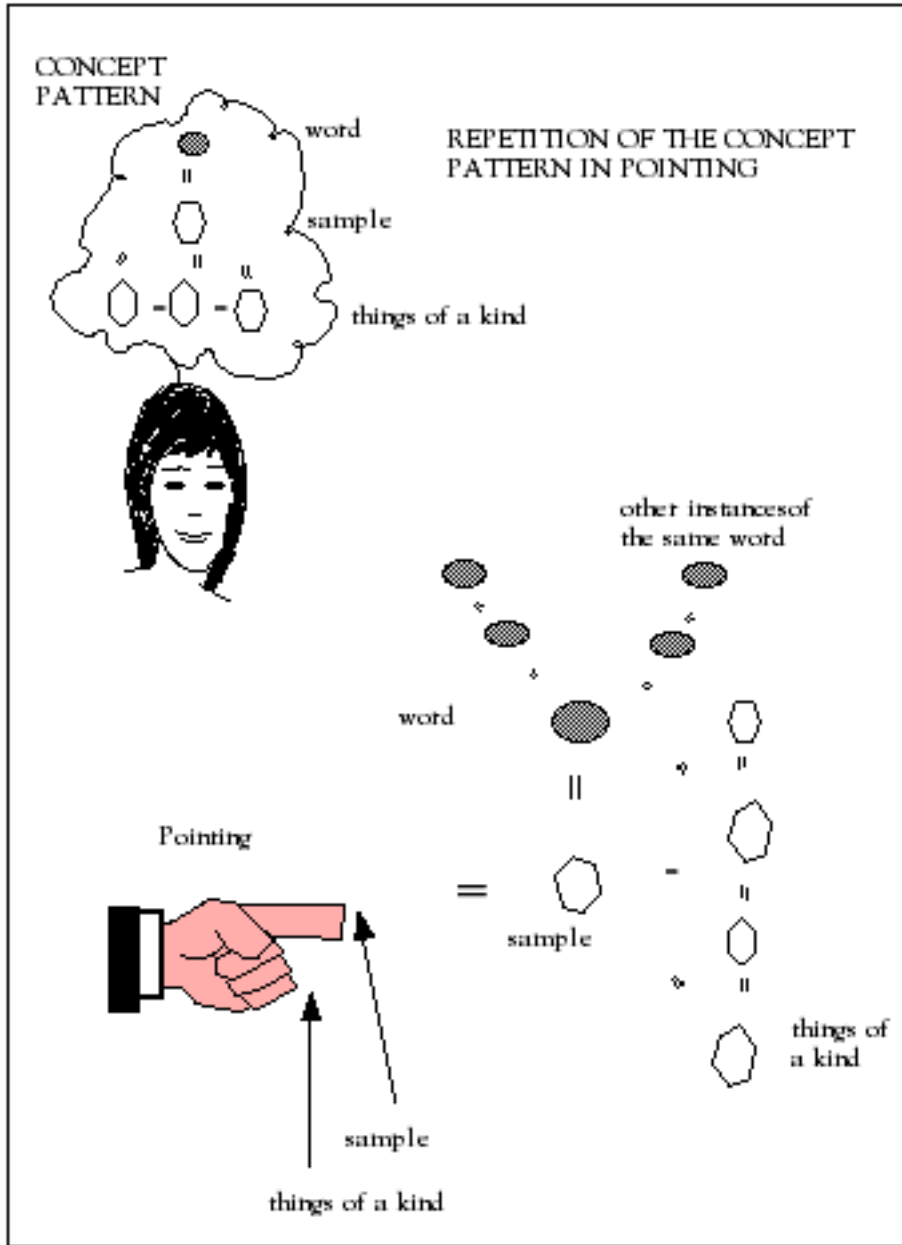 CONCEPT
PATTERN
word
REPETITION OF THE CONCEPT
PATTERN IN POINTING
sample
things of a kind
other instancesof
the same word
word
Pointing
sample
things of
a kind
sample
things of a kind